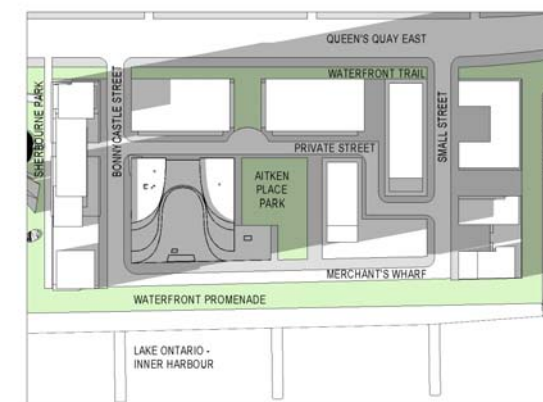 QUEEN'S QUAY EAST
WATERFRONT TRAIL
SHERBOURNE PARK
BONNYCASTLE STREET
SMALL STREET
PRIVATE STREET
AITKEN
PLACE
PARK
MERCHANT'S WHARF
WATERFRONT PROMENADE
LAKE ONTARIO -
INNER HARBOUR